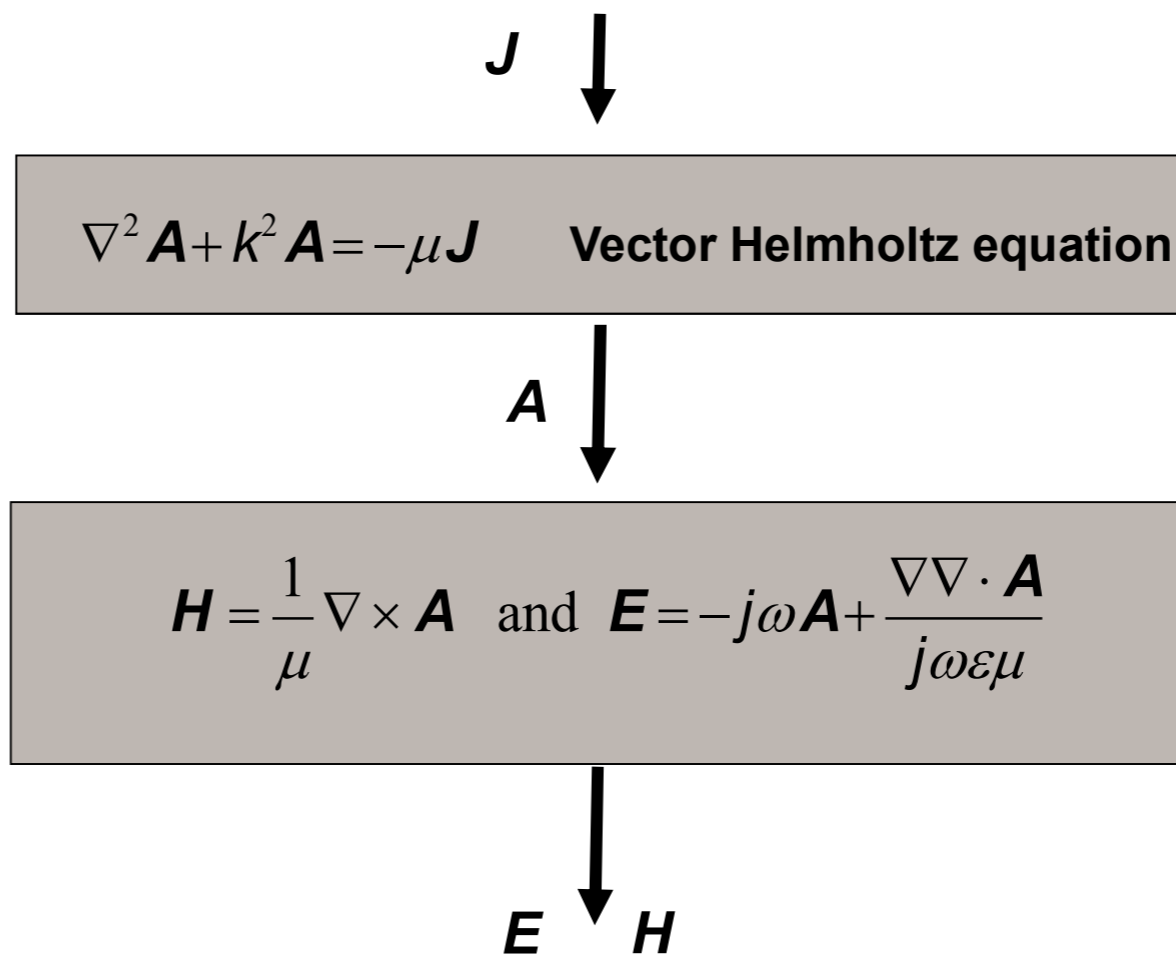 J
∇²A+k²A=−μJ Vector Helmholtz equation
A
H = 1/μ ∇ × A and E=−jωA+ ∇∇·A/jωεμ
E H